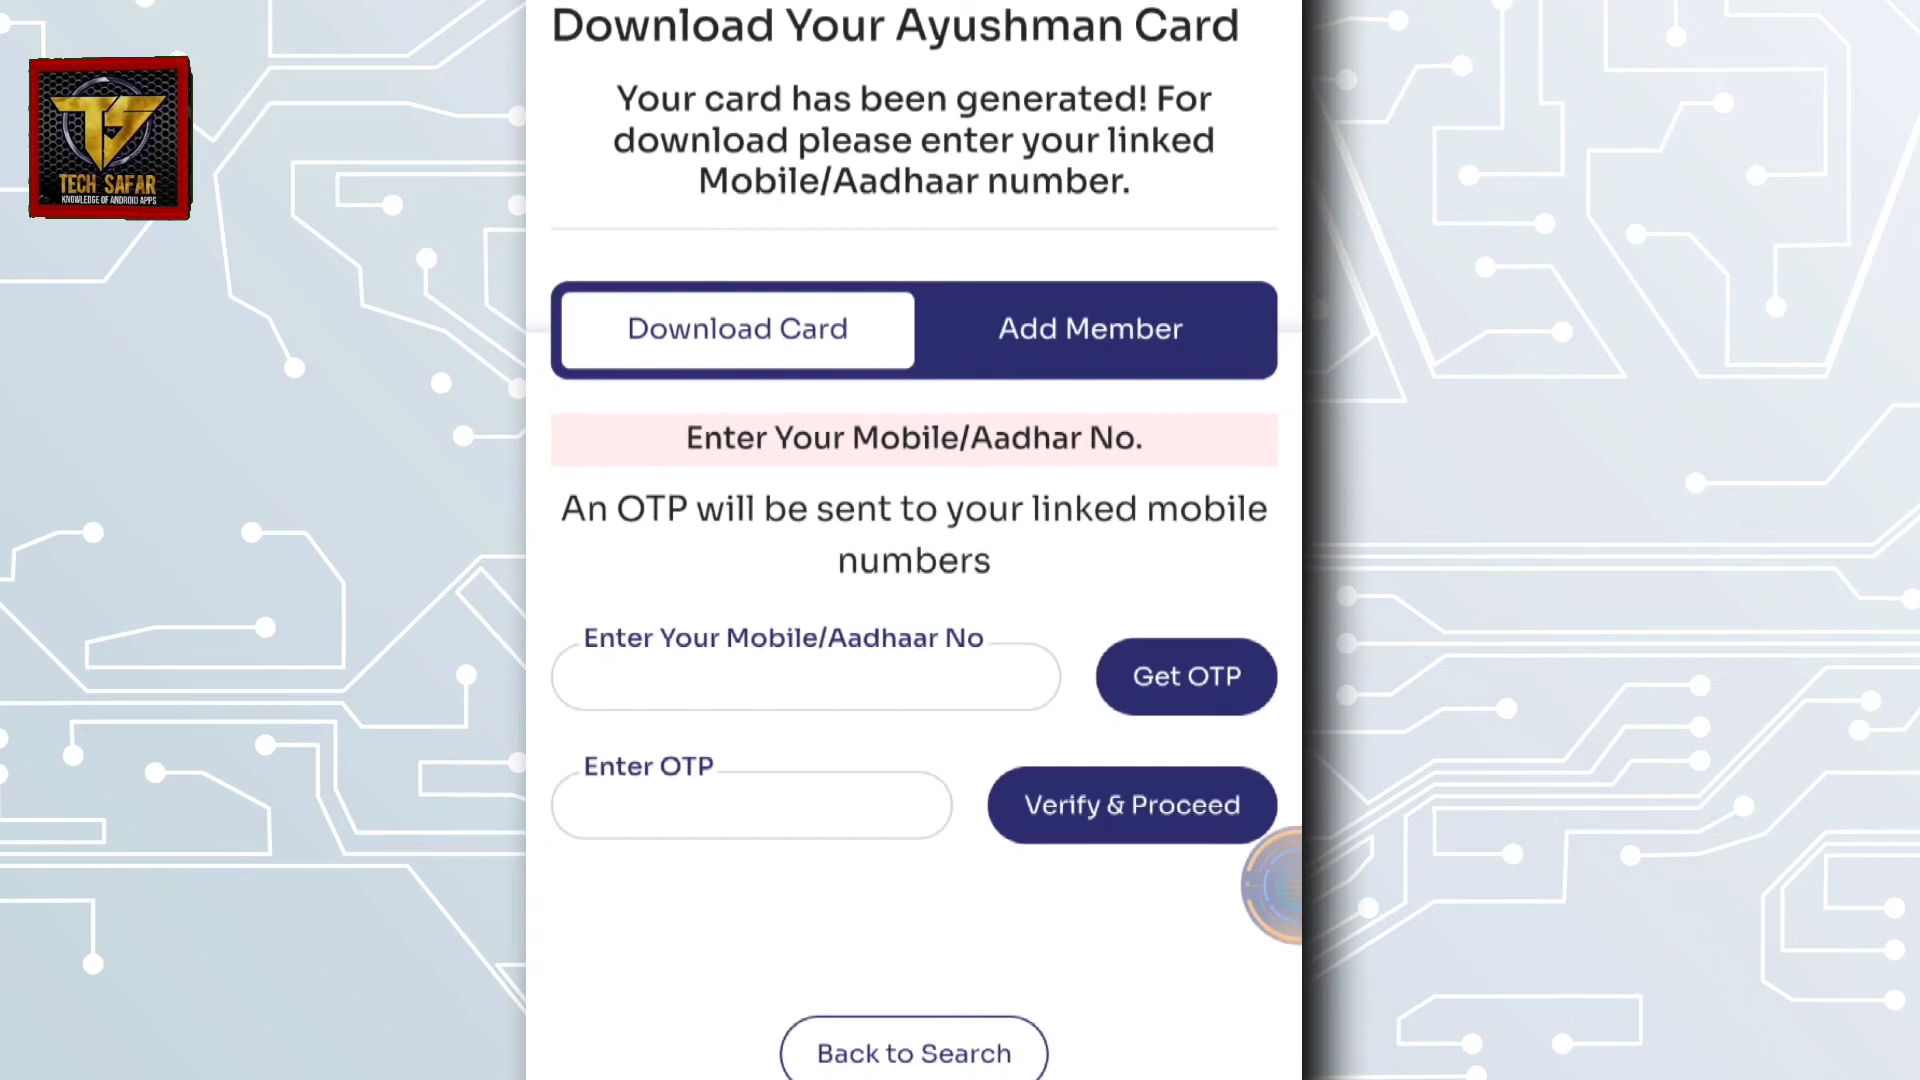 Download Your Ayushman Card
Your card has been generated! For
download please enter your linked
Mobile/Aadhaar number.
Download Card
Add Member
Enter Your Mobile/Aadhar No.
An OTP will be sent to your linked mobile
numbers
Enter Your Mobile/Aadhaar No
Get OTP
Enter OTP
Verify & Proceed
Back to Search
TS
TECH SAFAR
KNOWLEDGE OF ANDROID APPS